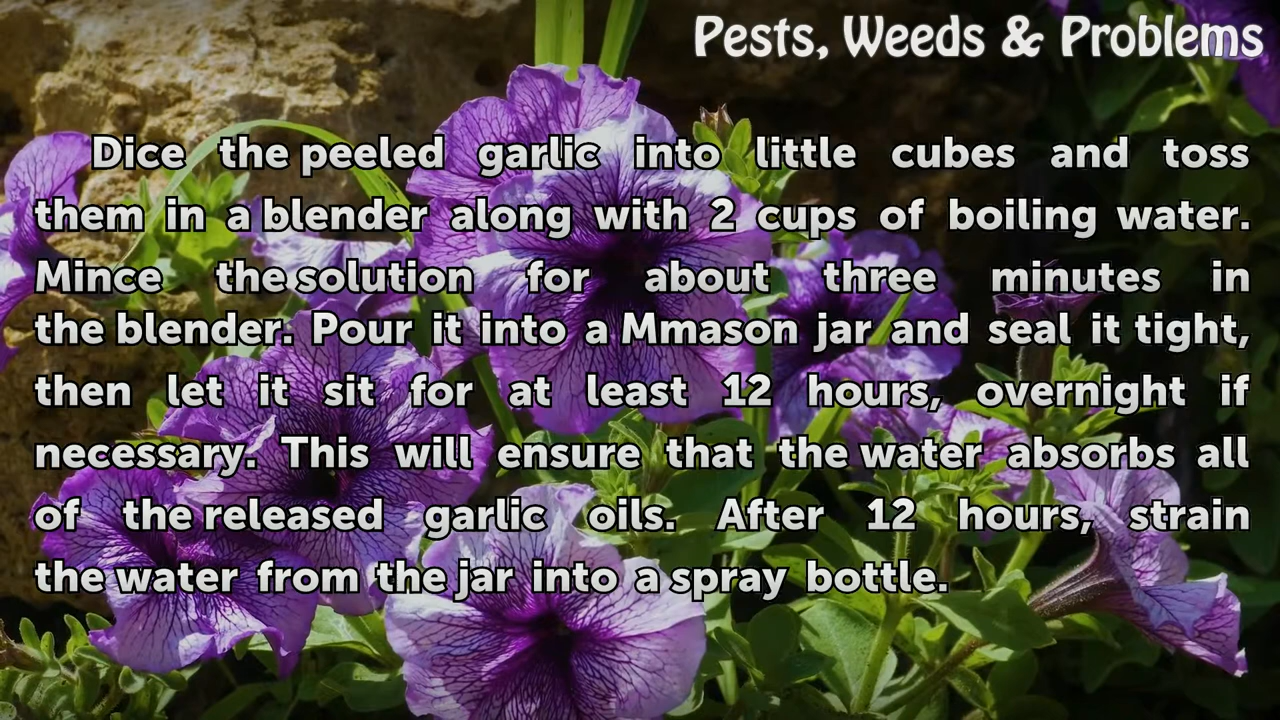 Pests, Weeds & Problems
Dice the peeled garlic into little cubes and toss
them in a blender along with 2 cups of boiling water.
Mince the solution for about three minutes in
the blender. Pour it into a Mmason jar and seal it tight,
then let it sit for at least 12 hours, overnight if
necessary. This will ensure that the water absorbs all
of the released garlic oils. After 12 hours, strain
the water from the jar into a spray bottle.